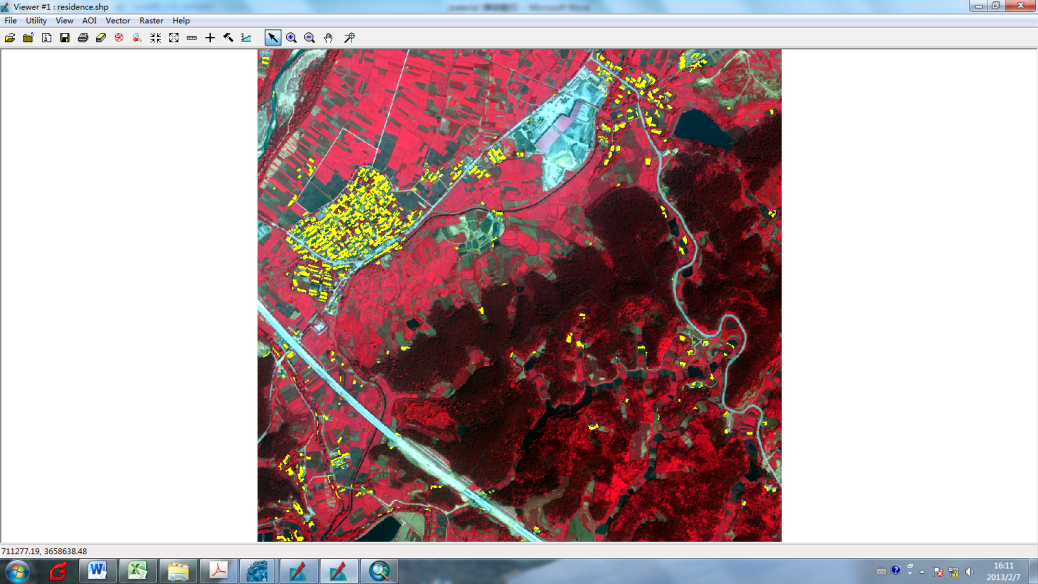 Viewer #1 : residence.shp
File Utility View AOI Vector Raster Help
711277.19, 3658638.48
16:11
2013/2/7